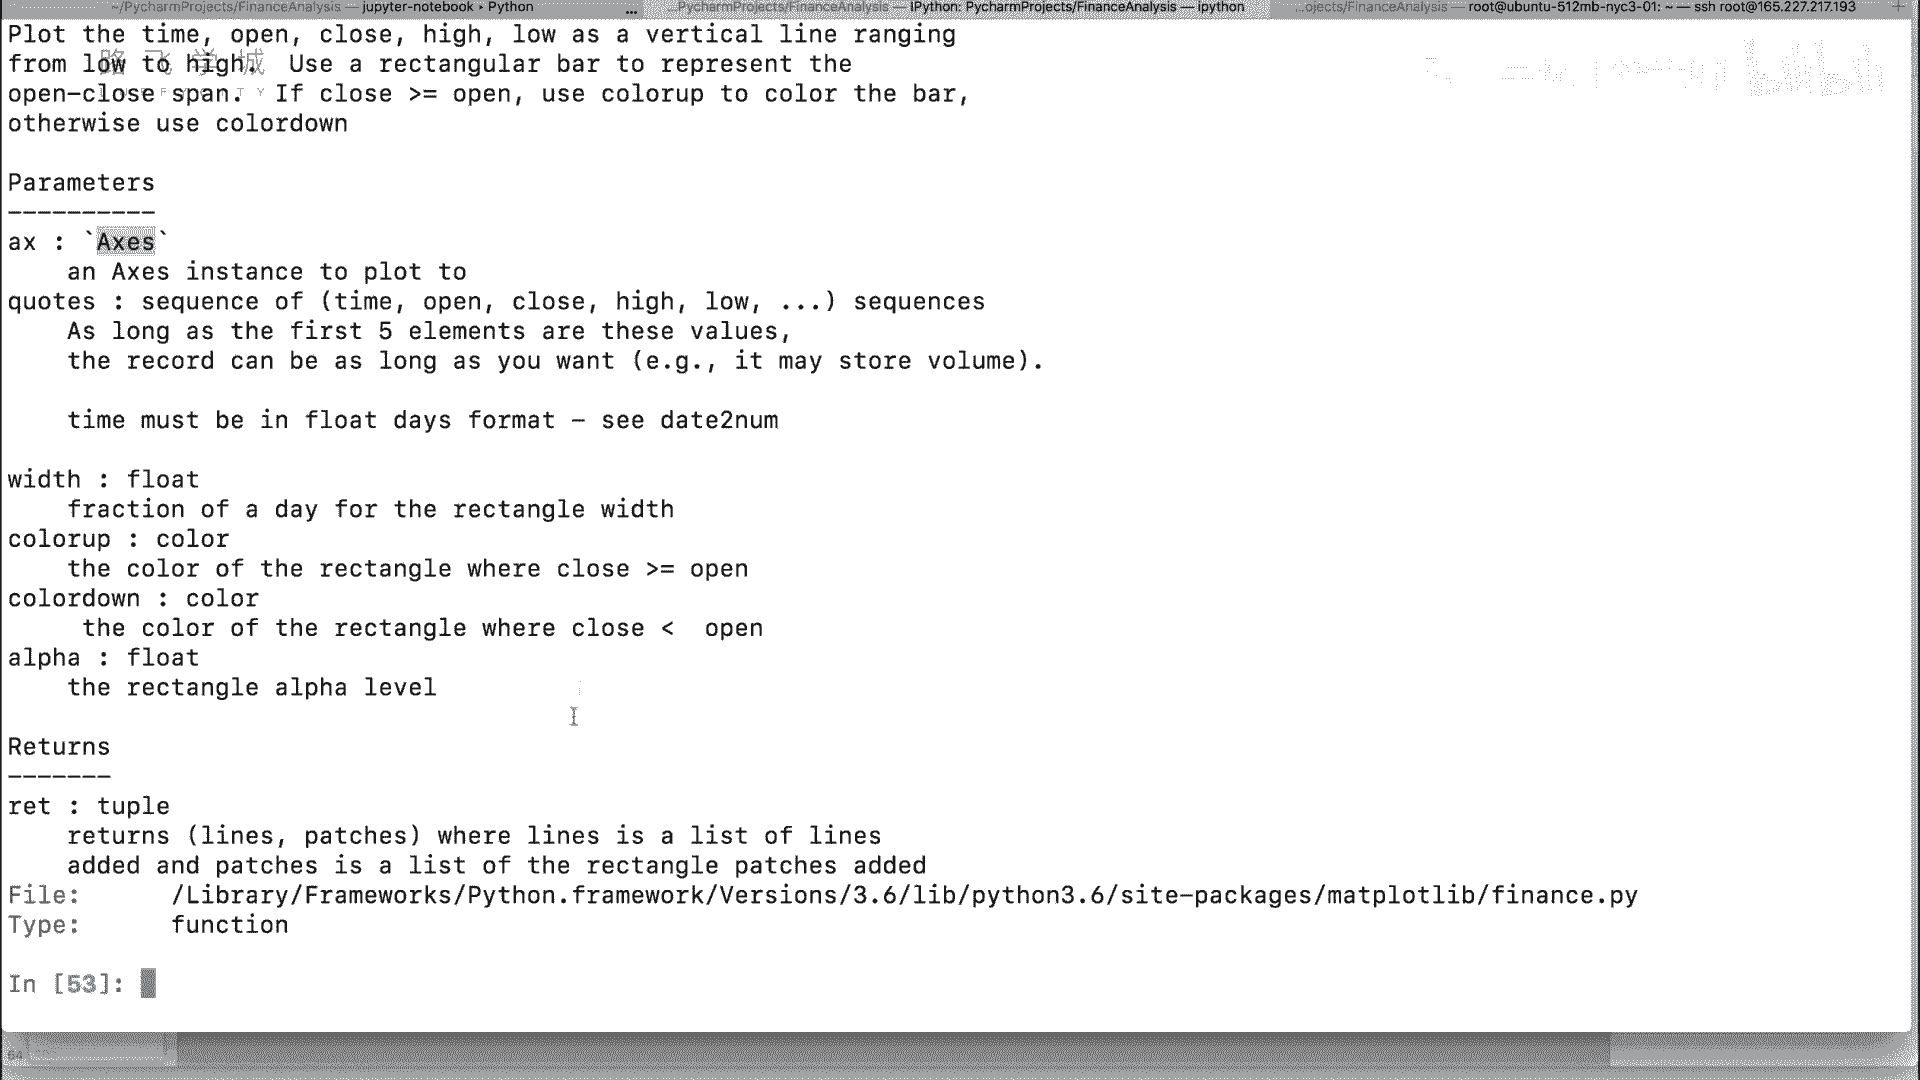 ~/PycharmProjects/FinanceAnalysis — jupyter-notebook ▸ Python ... ...PycharmProjects/FinanceAnalysis — IPython: PycharmProjects/FinanceAnalysis — ipython ...ojects/FinanceAnalysis — root@ubuntu-512mb-nyc3-01: ~ — ssh root@165.227.217.193 +
Plot the time, open, close, high, low as a vertical line ranging
from low to high.  Use a rectangular bar to represent the
路飞学城
open-close span.  If close >= open, use colorup to color the bar,
otherwise use colordown
Parameters
----------
ax : `Axes`
    an Axes instance to plot to
quotes : sequence of (time, open, close, high, low, ...) sequences
    As long as the first 5 elements are these values,
    the record can be as long as you want (e.g., it may store volume).
    time must be in float days format - see date2num
width : float
    fraction of a day for the rectangle width
colorup : color
    the color of the rectangle where close >= open
colordown : color
     the color of the rectangle where close <  open
alpha : float
    the rectangle alpha level
Returns
-------
ret : tuple
    returns (lines, patches) where lines is a list of lines
    added and patches is a list of the rectangle patches added
File:      /Library/Frameworks/Python.framework/Versions/3.6/lib/python3.6/site-packages/matplotlib/finance.py
Type:      function
In [53]:
64